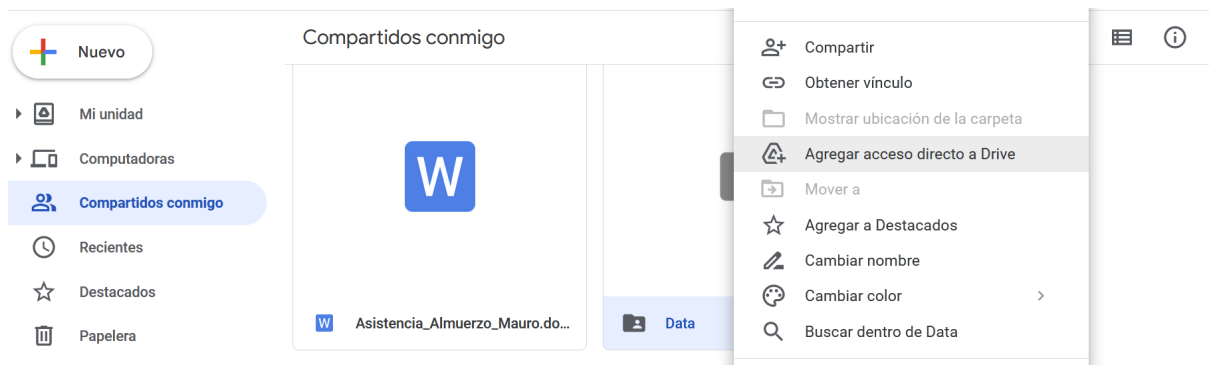 Nuevo
Mi unidad
Computadoras
Compartidos conmigo
Recientes
Destacados
Papelera
Compartidos conmigo
W
W Asistencia_Almuerzo_Mauro.do...
Data
Compartir
Obtener vínculo
Mostrar ubicación de la carpeta
Agregar acceso directo a Drive
Mover a
Agregar a Destacados
Cambiar nombre
Cambiar color
Buscar dentro de Data